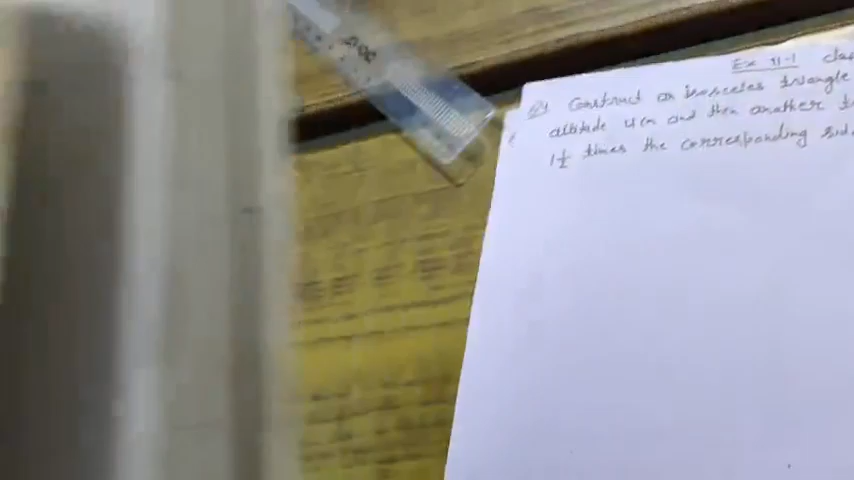 Ex 11.1 clas
Q4 Construct an isosceles triangle
altitude 4cm and then another t
1½ times the corresponding sid